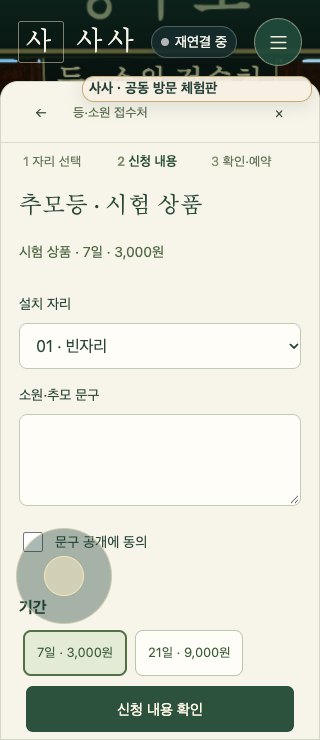 사 사사
재연결 중
사사 · 공동 방문 체험판
← 등·소원 접수처 ×
1 자리 선택 2 신청 내용 3 확인·예약
추모등 · 시험 상품
시험 상품 · 7일 · 3,000원
설치 자리
01 · 빈자리
소원·추모 문구
문구 공개에 동의
기간
7일 · 3,000원 21일 · 9,000원
신청 내용 확인